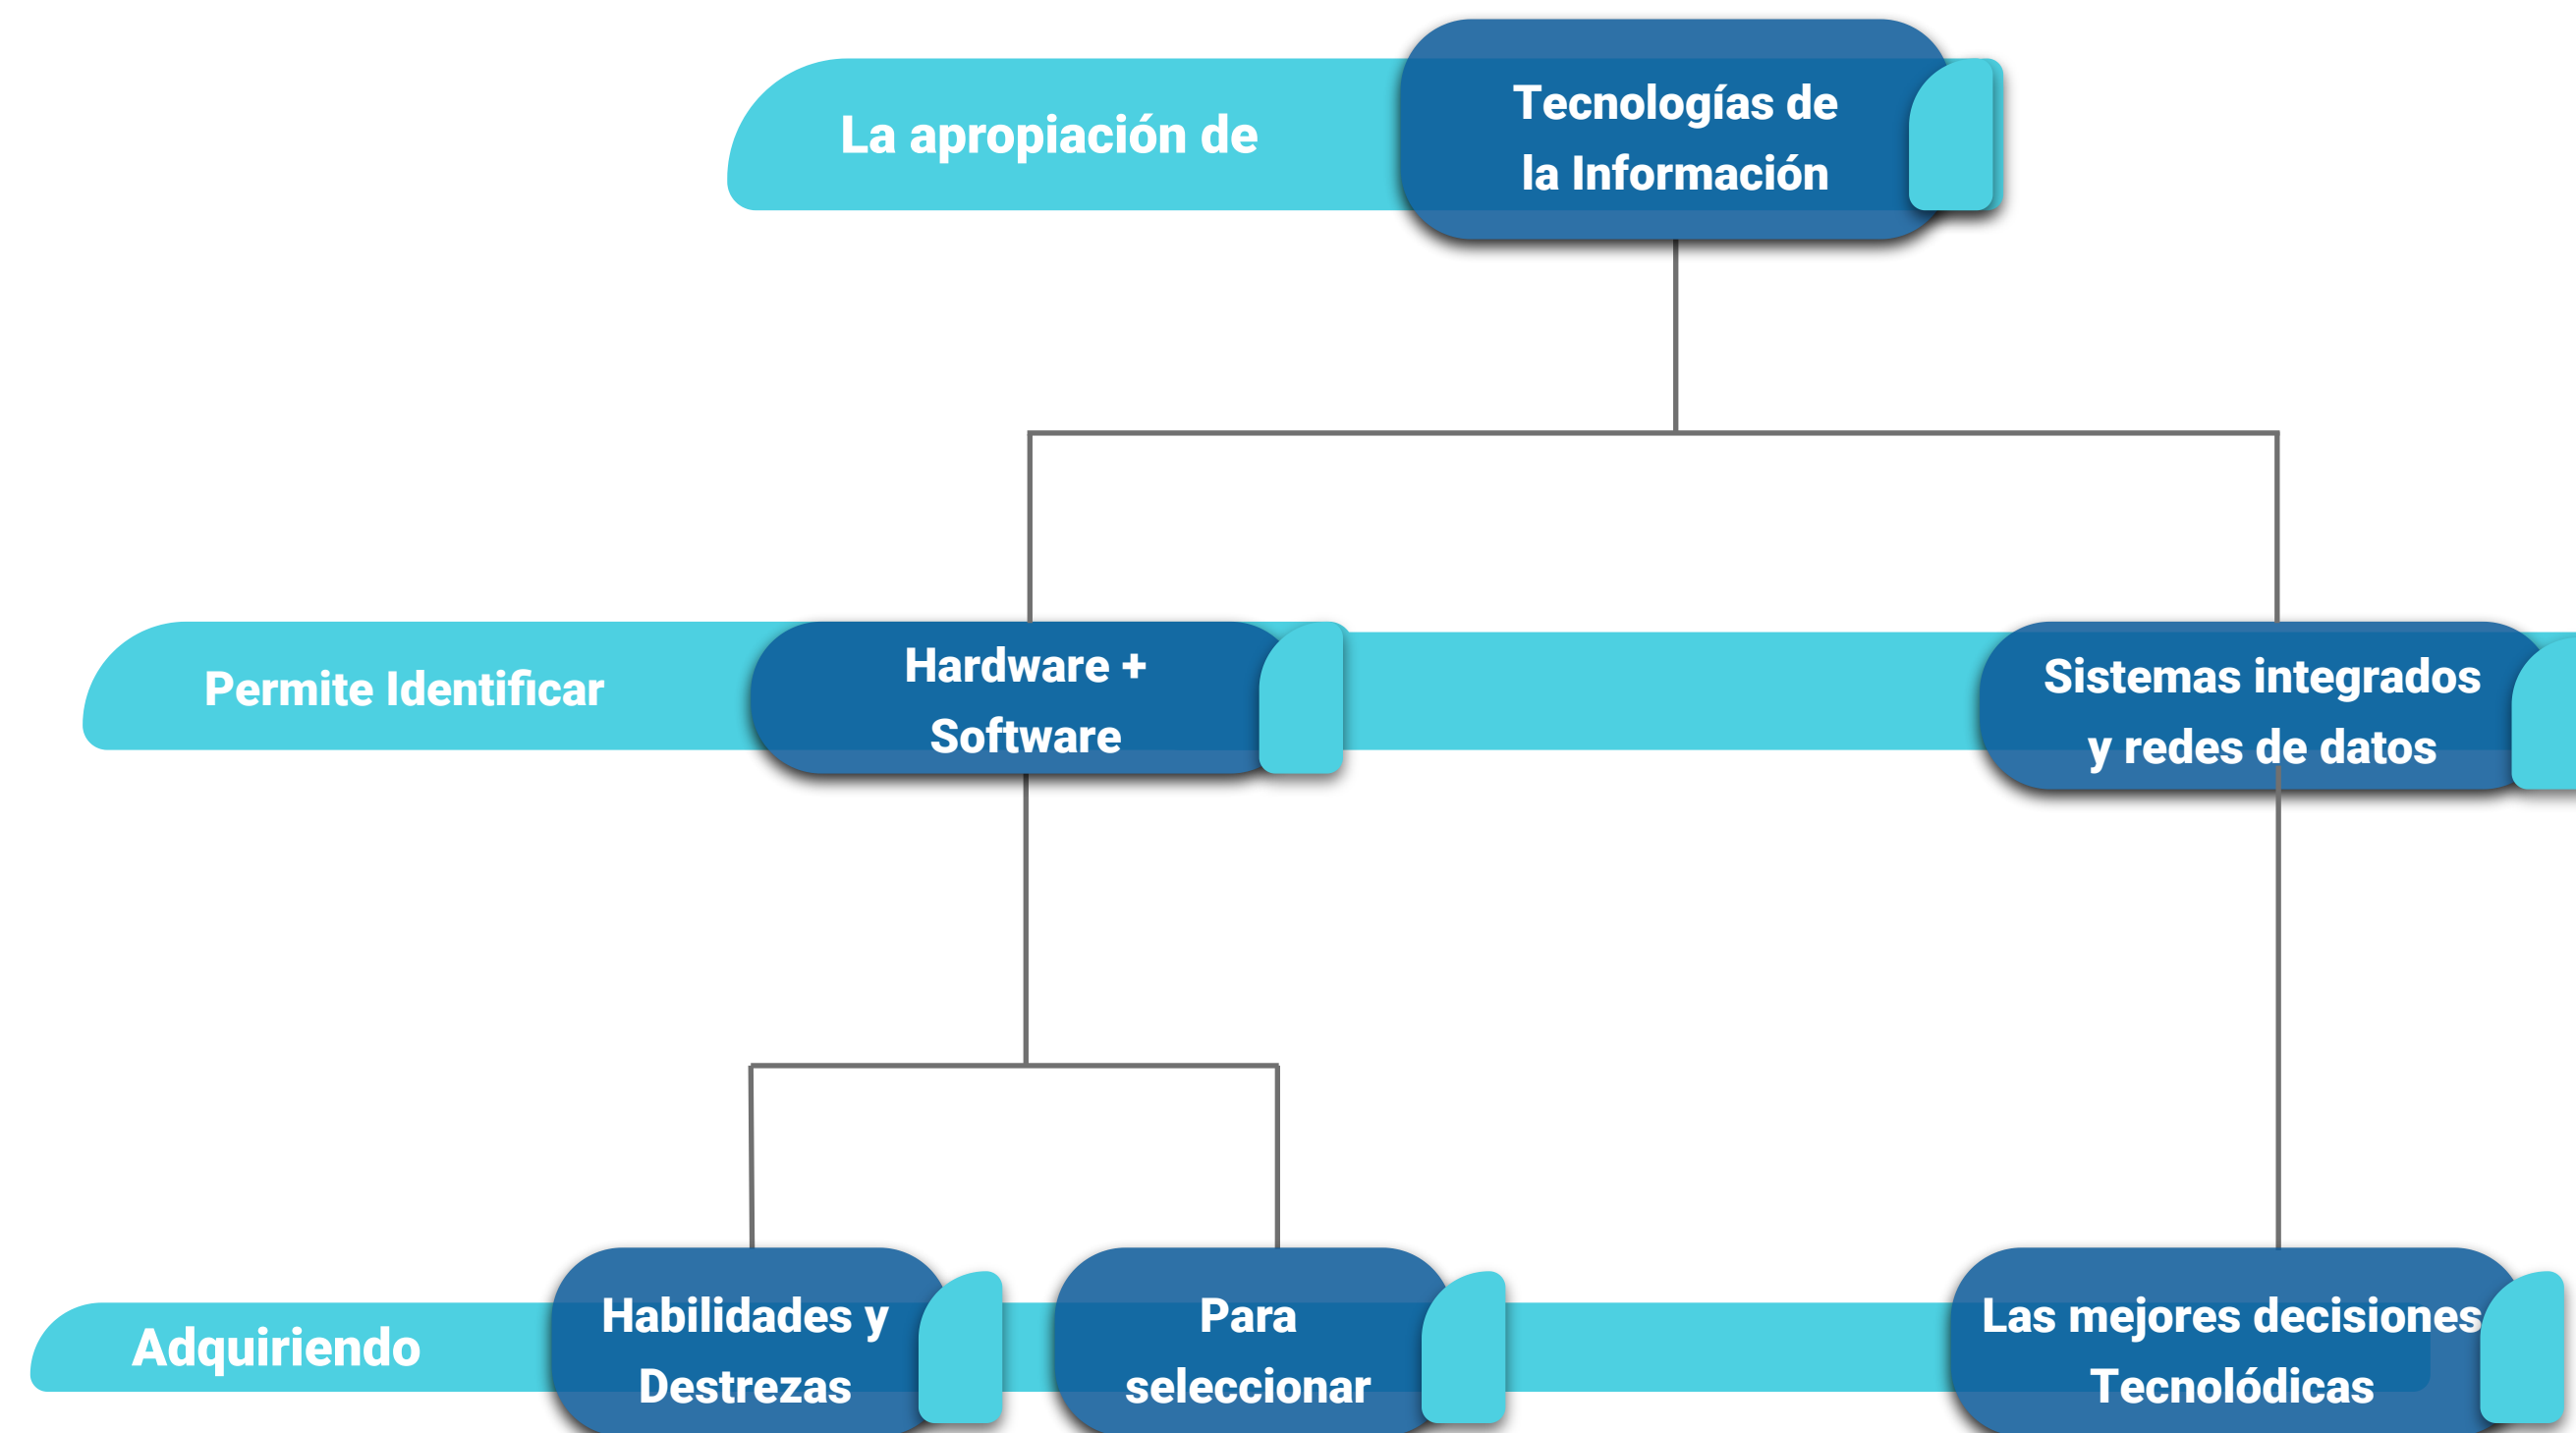 La apropiación de
Tecnologías de
la Información
Permite Identificar
Hardware +
Software
Sistemas integrados
y redes de datos
Adquiriendo
Habilidades y
Destrezas
Para
seleccionar
Las mejores decisiones
Tecnolódicas